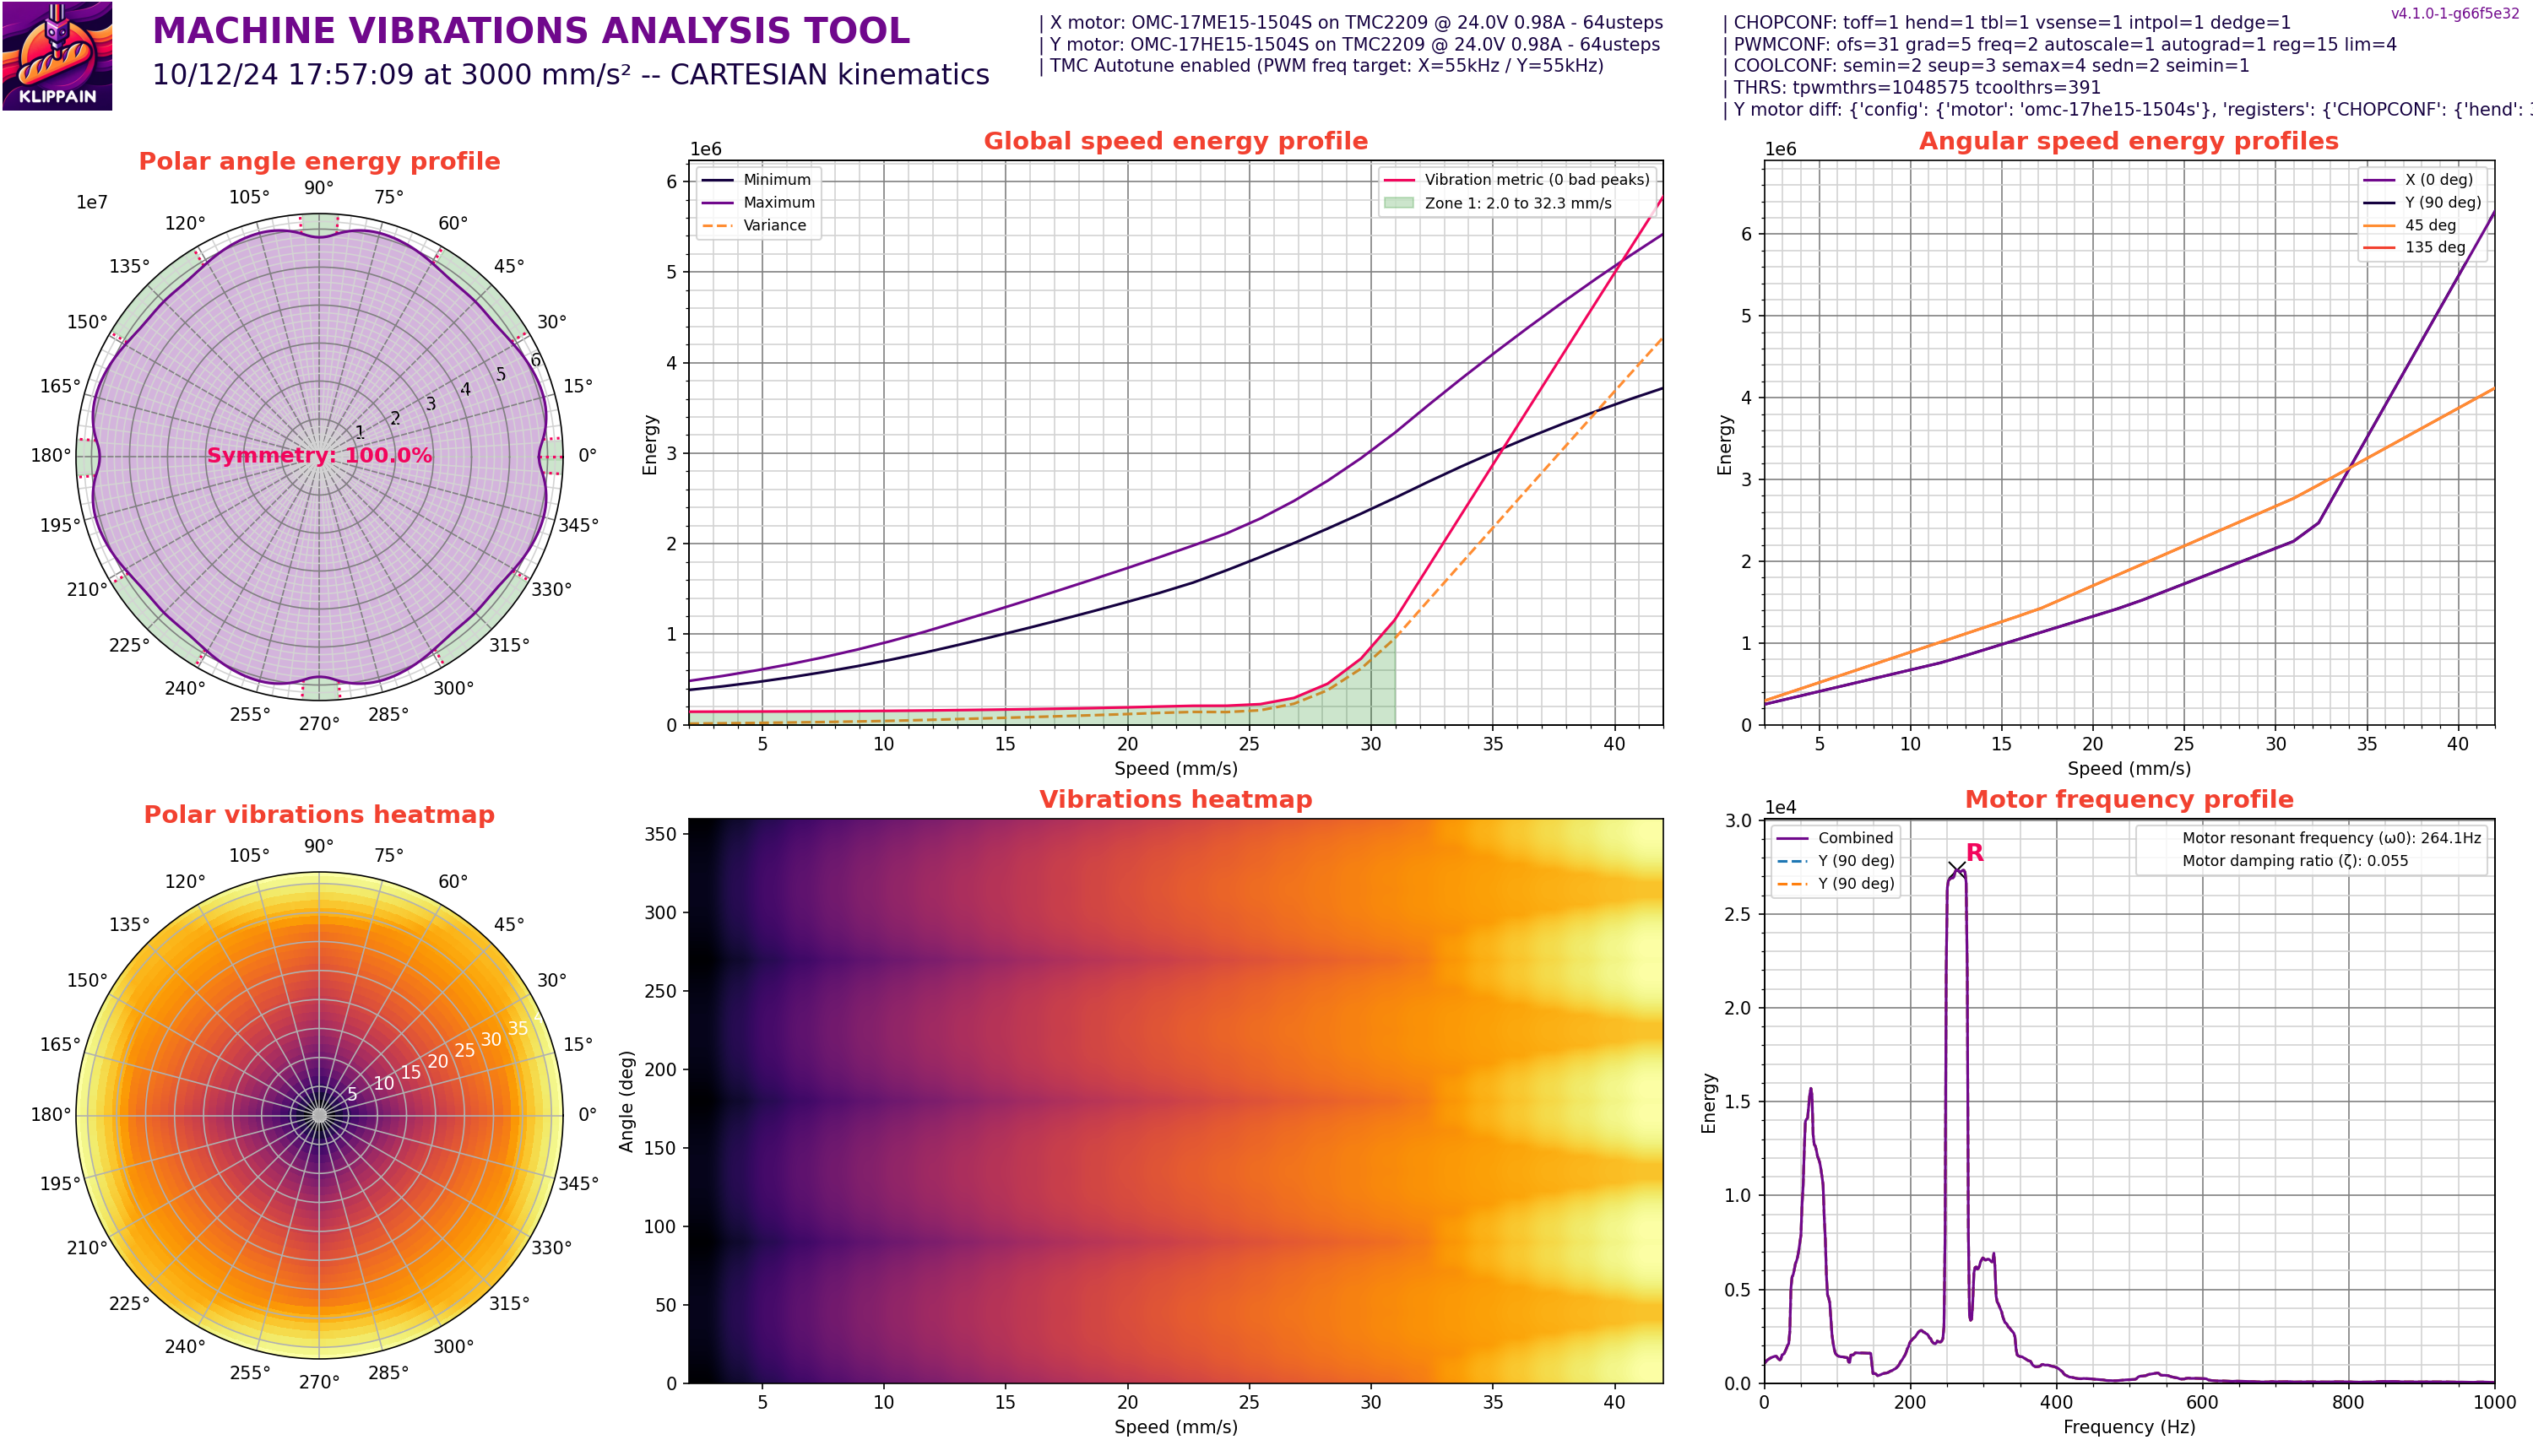 KLIPPAIN
MACHINE VIBRATIONS ANALYSIS TOOL
10/12/24 17:57:09 at 3000 mm/s² -- CARTESIAN kinematics
| X motor: OMC-17ME15-1504S on TMC2209 @ 24.0V 0.98A - 64usteps
| Y motor: OMC-17HE15-1504S on TMC2209 @ 24.0V 0.98A - 64usteps
| TMC Autotune enabled (PWM freq target: X=55kHz / Y=55kHz)
| CHOPCONF: toff=1 hend=1 tbl=1 vsense=1 intpol=1 dedge=1
| PWMCONF: ofs=31 grad=5 freq=2 autoscale=1 autograd=1 reg=15 lim=4
| COOLCONF: semin=2 seup=3 semax=4 sedn=2 seimin=1
| THRS: tpwmthrs=1048575 tcoolthrs=391
| Y motor diff: {'config': {'motor': 'omc-17he15-1504s'}, 'registers': {'CHOPCONF': {'hend':
v4.1.0-1-g66f5e32
Polar angle energy profile
1e7
0°
15°
30°
45°
60°
75°
90°
105°
120°
135°
150°
165°
180°
195°
210°
225°
240°
255°
270°
285°
300°
315°
330°
345°
1
2
3
4
5
6
Symmetry: 100.0%
Global speed energy profile
1e6
Minimum
Maximum
Variance
Vibration metric (0 bad peaks)
Zone 1: 2.0 to 32.3 mm/s
Energy
6
5
4
3
2
1
0
5 10 15 20 25 30 35 40
Speed (mm/s)
Angular speed energy profiles
1e6
X (0 deg)
Y (90 deg)
45 deg
135 deg
Energy
6
5
4
3
2
1
0
5 10 15 20 25 30 35 40
Speed (mm/s)
Polar vibrations heatmap
0°
15°
30°
45°
60°
75°
90°
105°
120°
135°
150°
165°
180°
195°
210°
225°
240°
255°
270°
285°
300°
315°
330°
345°
5
10
15
20
25
30
35
Vibrations heatmap
Angle (deg)
350
300
250
200
150
100
50
0
5 10 15 20 25 30 35 40
Speed (mm/s)
Motor frequency profile
1e4
Combined
Y (90 deg)
Y (90 deg)
R
Motor resonant frequency (ω0): 264.1Hz
Motor damping ratio (ζ): 0.055
Energy
3.0
2.5
2.0
1.5
1.0
0.5
0.0
0 200 400 600 800 1000
Frequency (Hz)